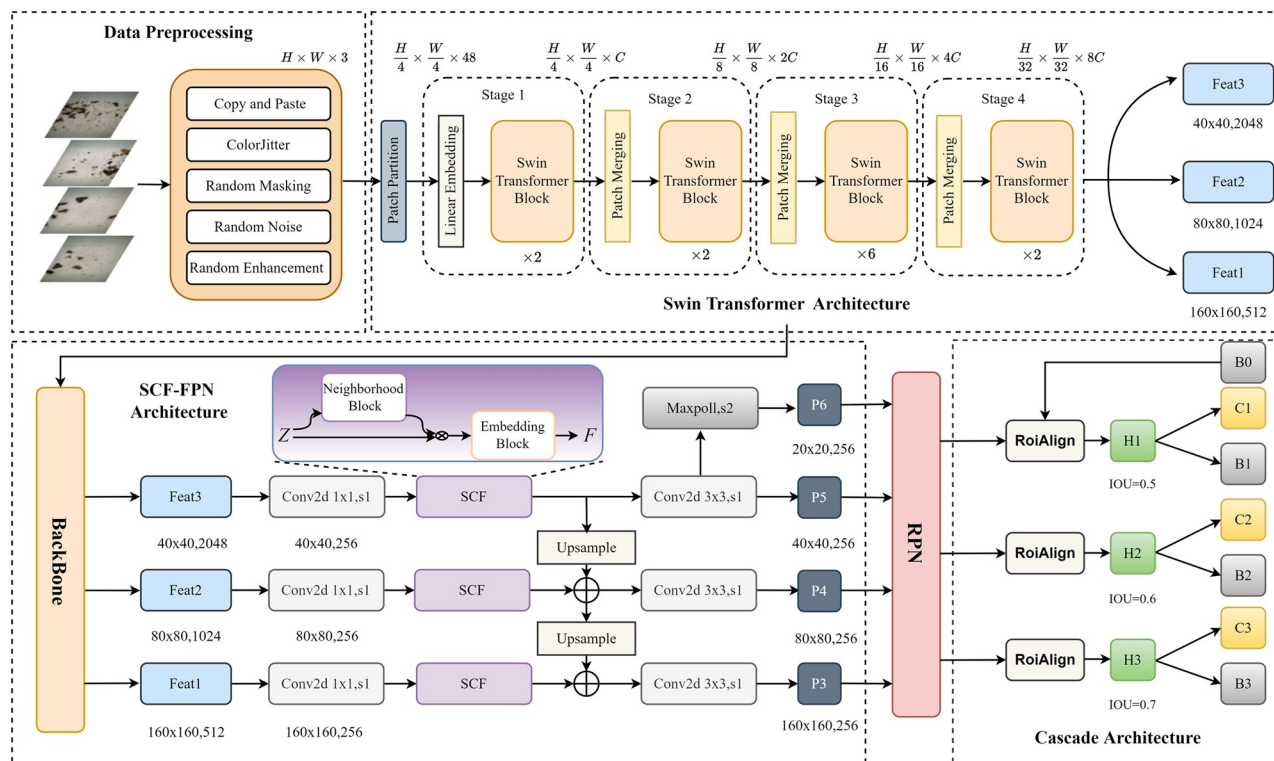 Data Preprocessing
H × W × 3
Copy and Paste
ColorJitter
Random Masking
Random Noise
Random Enhancement
H/4 × W/4 × 48
H/4 × W/4 × C
H/8 × W/8 × 2C
H/16 × W/16 × 4C
H/32 × W/32 × 8C
Patch Partition
Stage 1
Linear Embedding
Swin
Transformer
Block
×2
Stage 2
Patch Merging
Swin
Transformer
Block
×2
Stage 3
Patch Merging
Swin
Transformer
Block
×6
Stage 4
Patch Merging
Swin
Transformer
Block
×2
Feat3
40x40,2048
Feat2
80x80,1024
Feat1
160x160,512
Swin Transformer Architecture
SCF-FPN
Architecture
BackBone
Neighborhood
Block
Z
⊗
Embedding
Block
F
Maxpoll,s2
P6
20x20,256
Feat3
40x40,2048
Conv2d 1x1,s1
40x40,256
SCF
Conv2d 3x3,s1
P5
40x40,256
Upsample
Feat2
80x80,1024
Conv2d 1x1,s1
80x80,256
SCF
Conv2d 3x3,s1
P4
80x80,256
Upsample
Feat1
160x160,512
Conv2d 1x1,s1
160x160,256
SCF
Conv2d 3x3,s1
P3
160x160,256
RPN
B0
RoiAlign
H1
IOU=0.5
C1
B1
RoiAlign
H2
IOU=0.6
C2
B2
RoiAlign
H3
IOU=0.7
C3
B3
Cascade Architecture